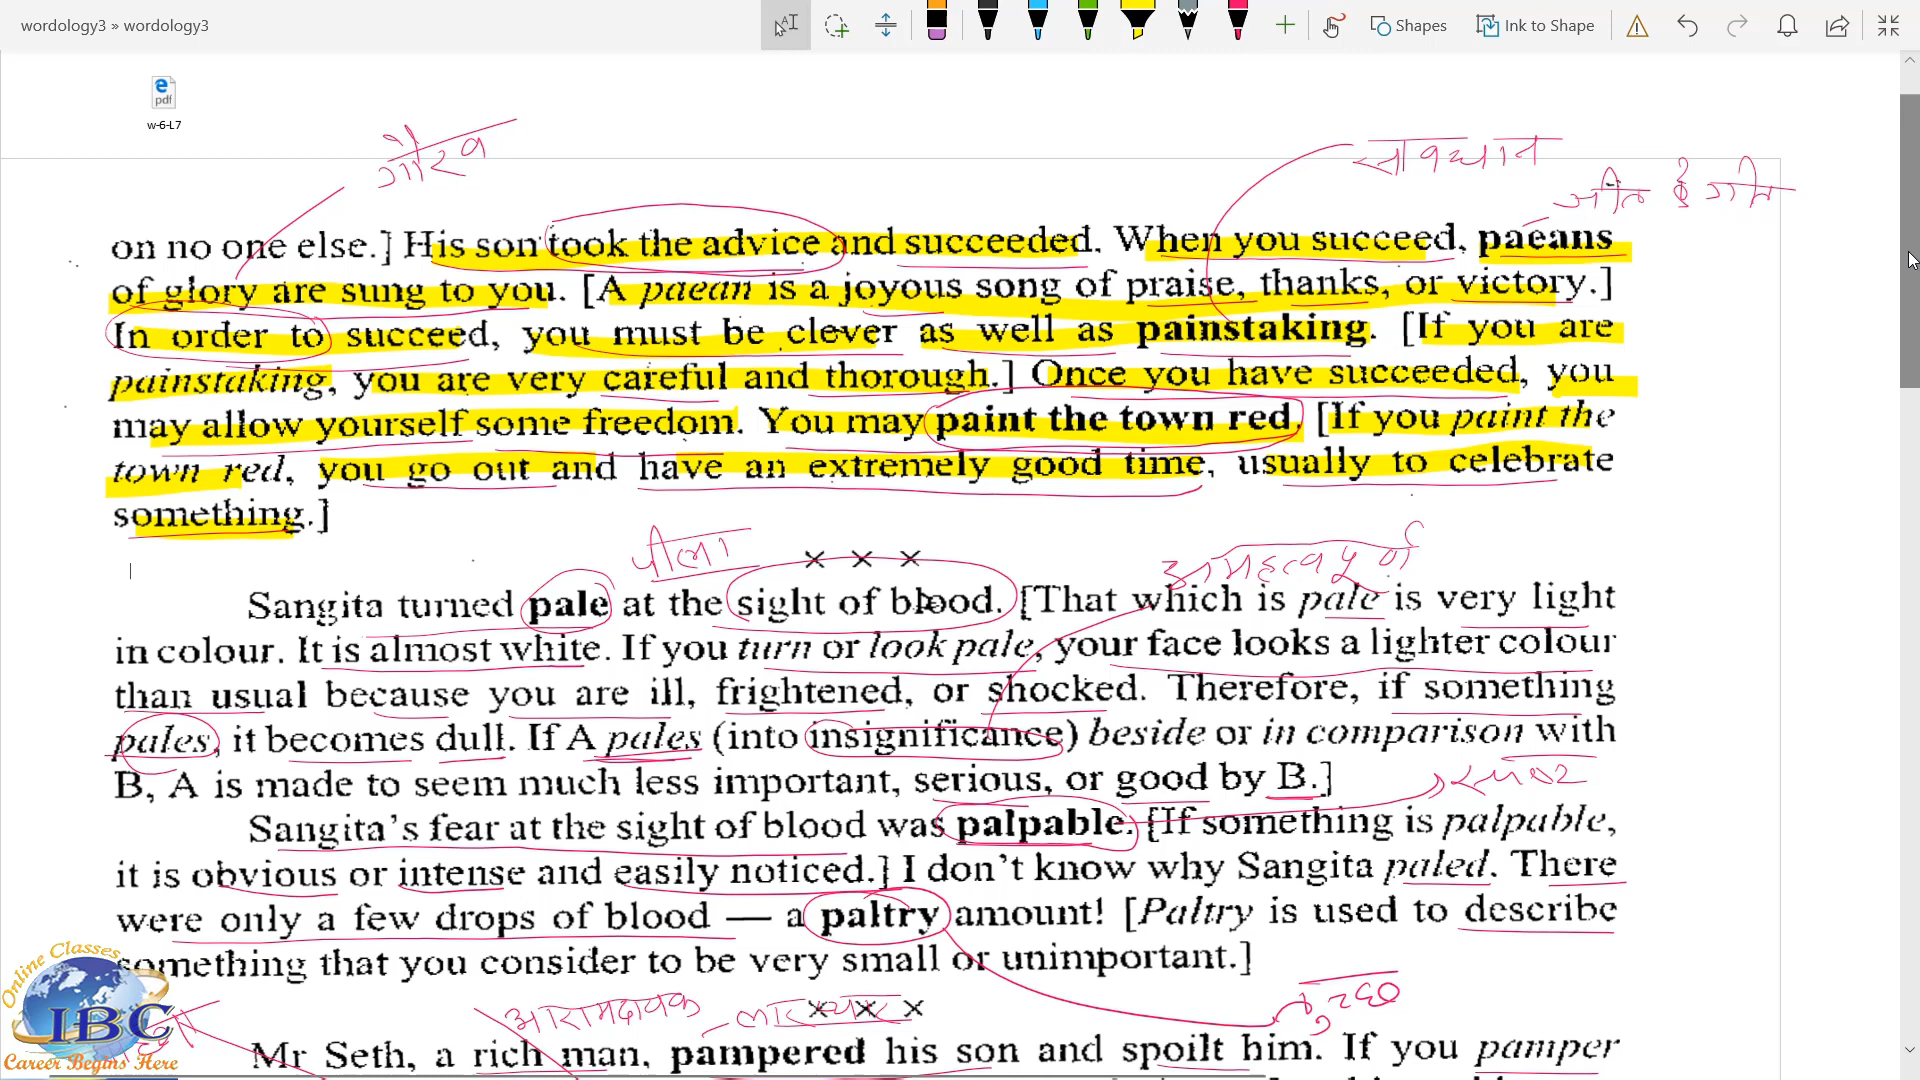 wordology3 » wordology3
Shapes
Ink to Shape
pdf
w-6-L7
गौरव
सावधान
जीत के गीत
on no one else.] His son took the advice and succeeded. When you succeed, paeans
of glory are sung to you. [A paean is a joyous song of praise, thanks, or victory.]
In order to succeed, you must be clever as well as painstaking. [If you are
painstaking, you are very careful and thorough.] Once you have succeeded, you
may allow yourself some freedom. You may paint the town red. [If you paint the
town red, you go out and have an extremely good time, usually to celebrate
something.]
पीला
× × ×
Sangita turned pale at the sight of blood. [That which is pale is very light
in colour. It is almost white. If you turn or look pale, your face looks a lighter colour
than usual because you are ill, frightened, or shocked. Therefore, if something
pales, it becomes dull. If A pales (into insignificance) beside or in comparison with
B, A is made to seem much less important, serious, or good by B.]
Sangita's fear at the sight of blood was palpable. [If something is palpable,
it is obvious or intense and easily noticed.] I don't know why Sangita paled. There
were only a few drops of blood — a paltry amount! [Paltry is used to describe
something that you consider to be very small or unimportant.]
आरामदायक
× × ×
Mr Seth, a rich man, pampered his son and spoilt him. If you pamper
Online Classes
IBC
Career Begins Here